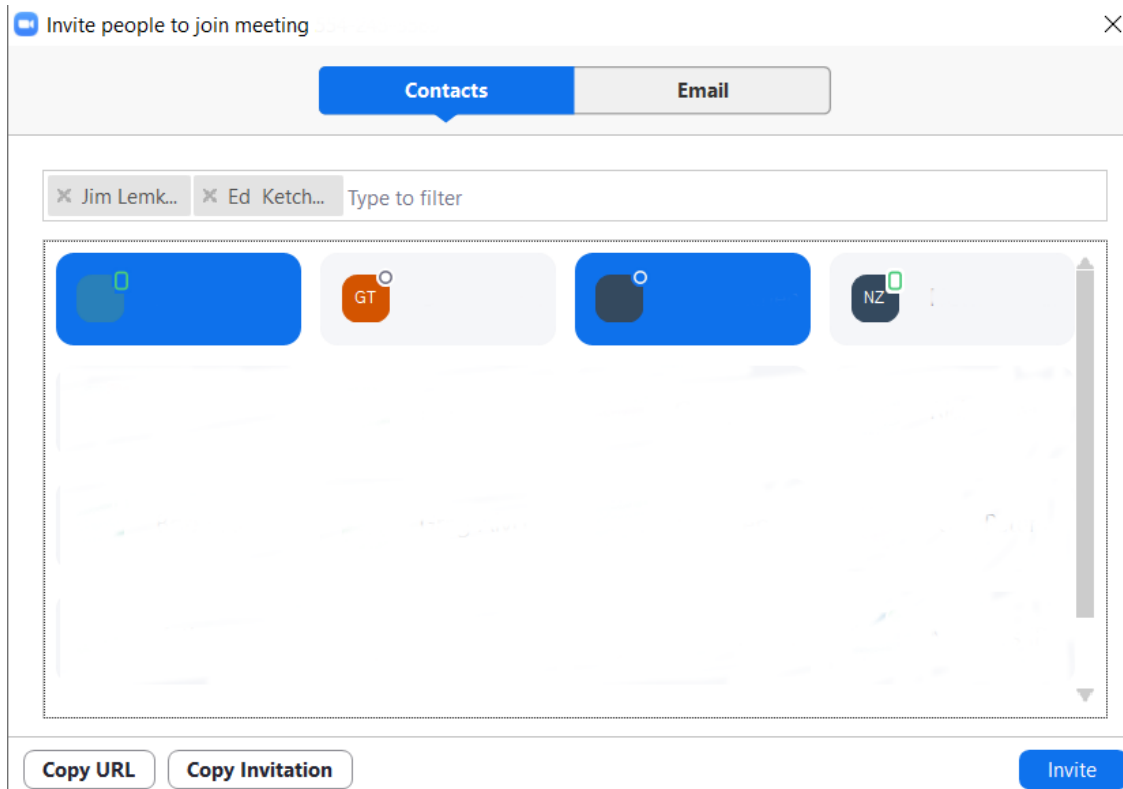 Invite people to join meeting
Contacts Email
Jim Lemk... Ed Ketch... Type to filter
GT NZ
Copy URL Copy Invitation Invite